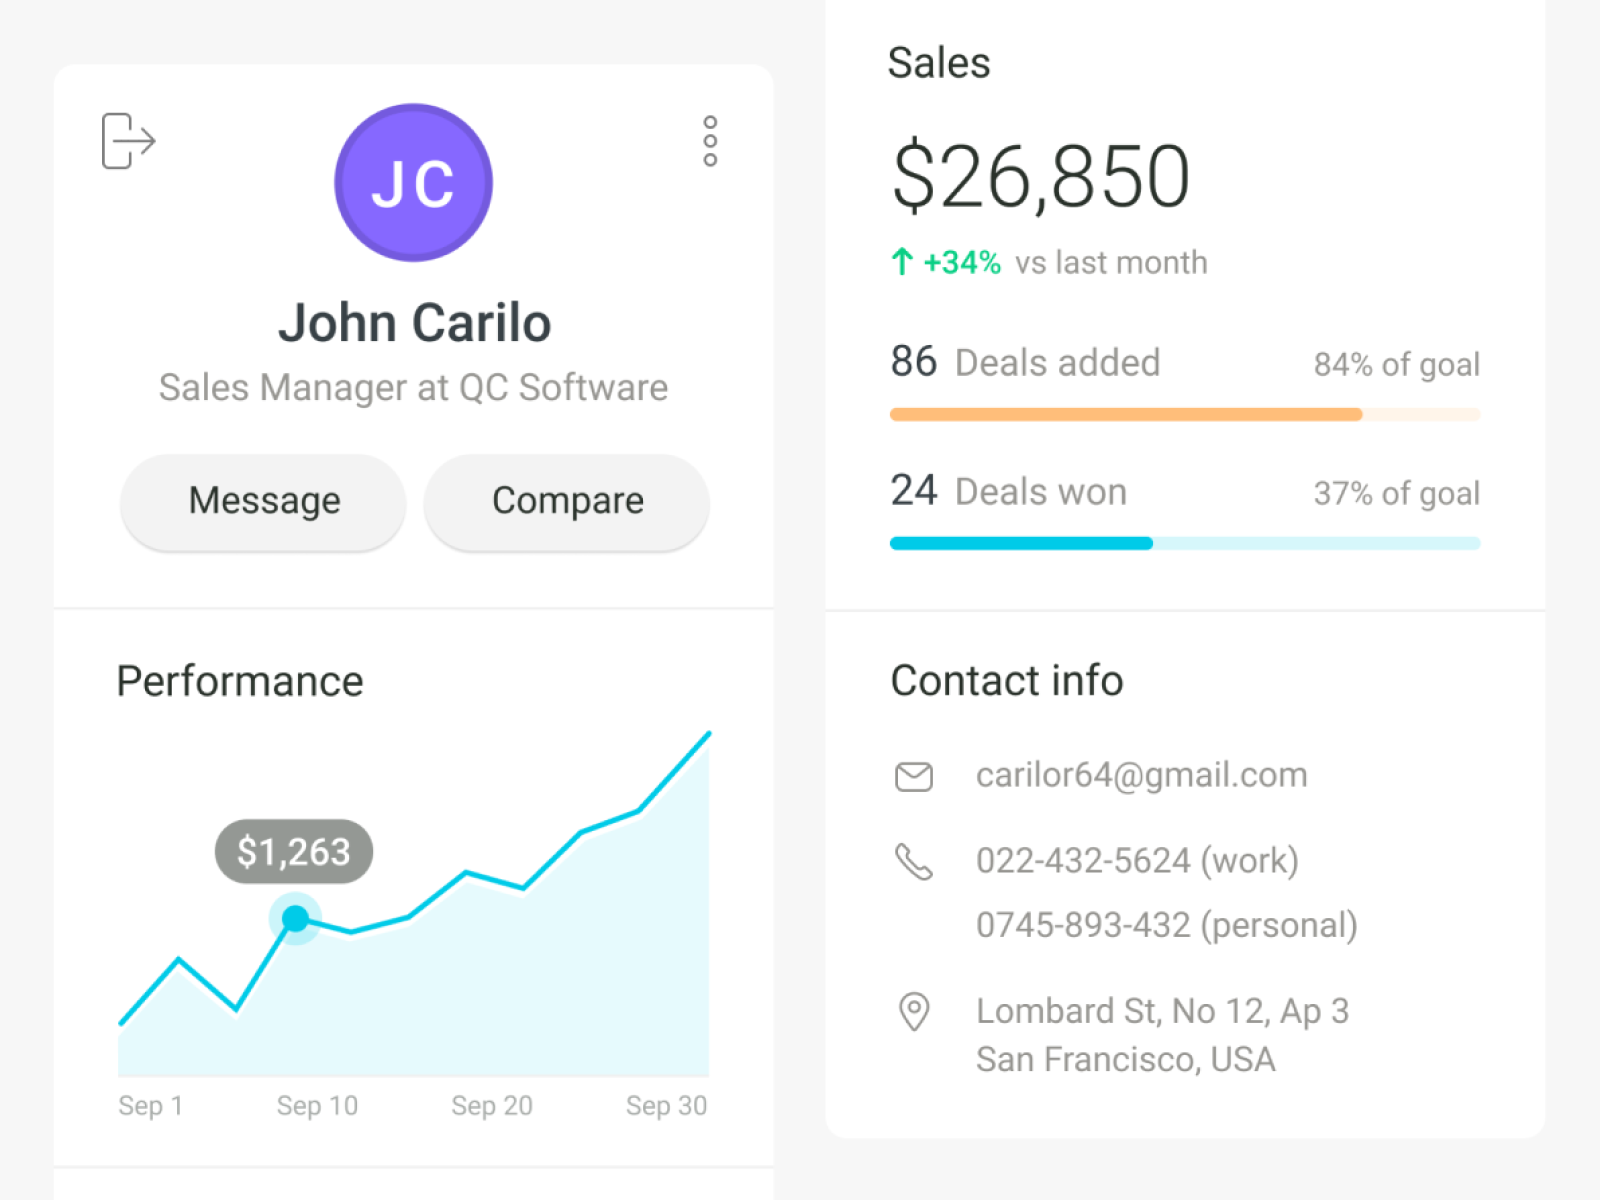 JC
John Carilo
Sales Manager at QC Software
Message
Compare
Performance
$1,263
Sep 1
Sep 10
Sep 20
Sep 30
Sales
$26,850
+34% vs last month
86 Deals added
84% of goal
24 Deals won
37% of goal
Contact info
carilor64@gmail.com
022-432-5624 (work)
0745-893-432 (personal)
Lombard St, No 12, Ap 3
San Francisco, USA